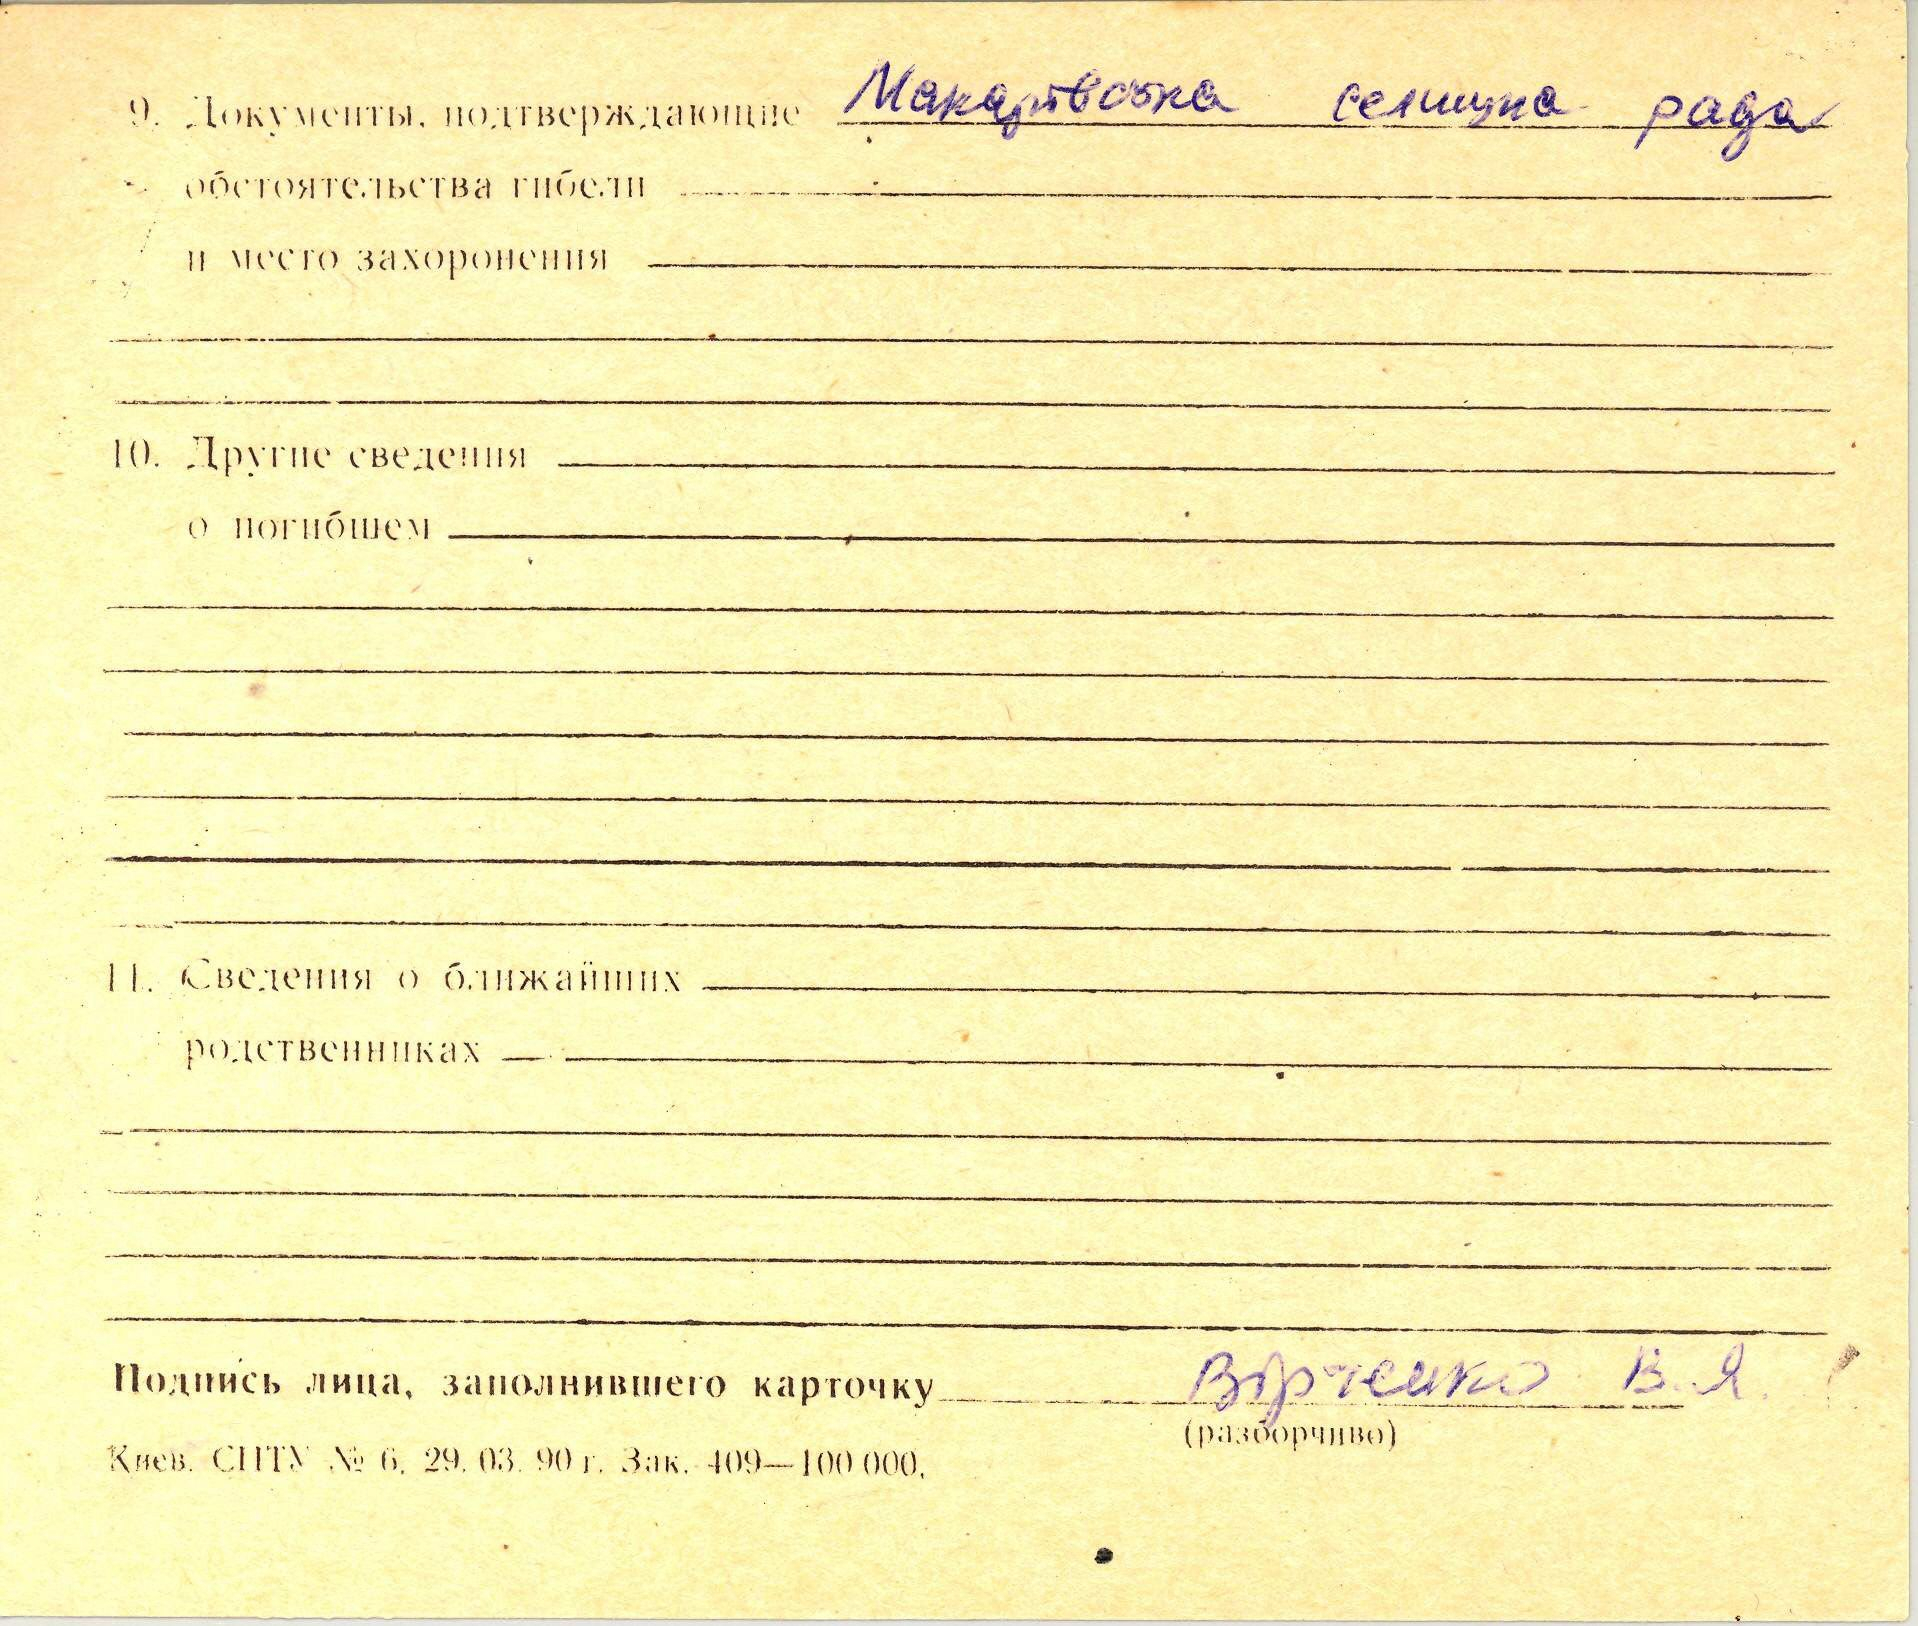 9. Документы, подтверждающие Макарівська селищна рада
обстоятельства гибели
и место захоронения
10. Другие сведения
о погибшем
11. Сведения о ближайших
родственниках
Подпись лица, заполнившего карточку Вірченко В. Я.
(разборчиво)
Киев. СПТУ № 6. 29. 03. 90 г. Зак. 409—100 000.